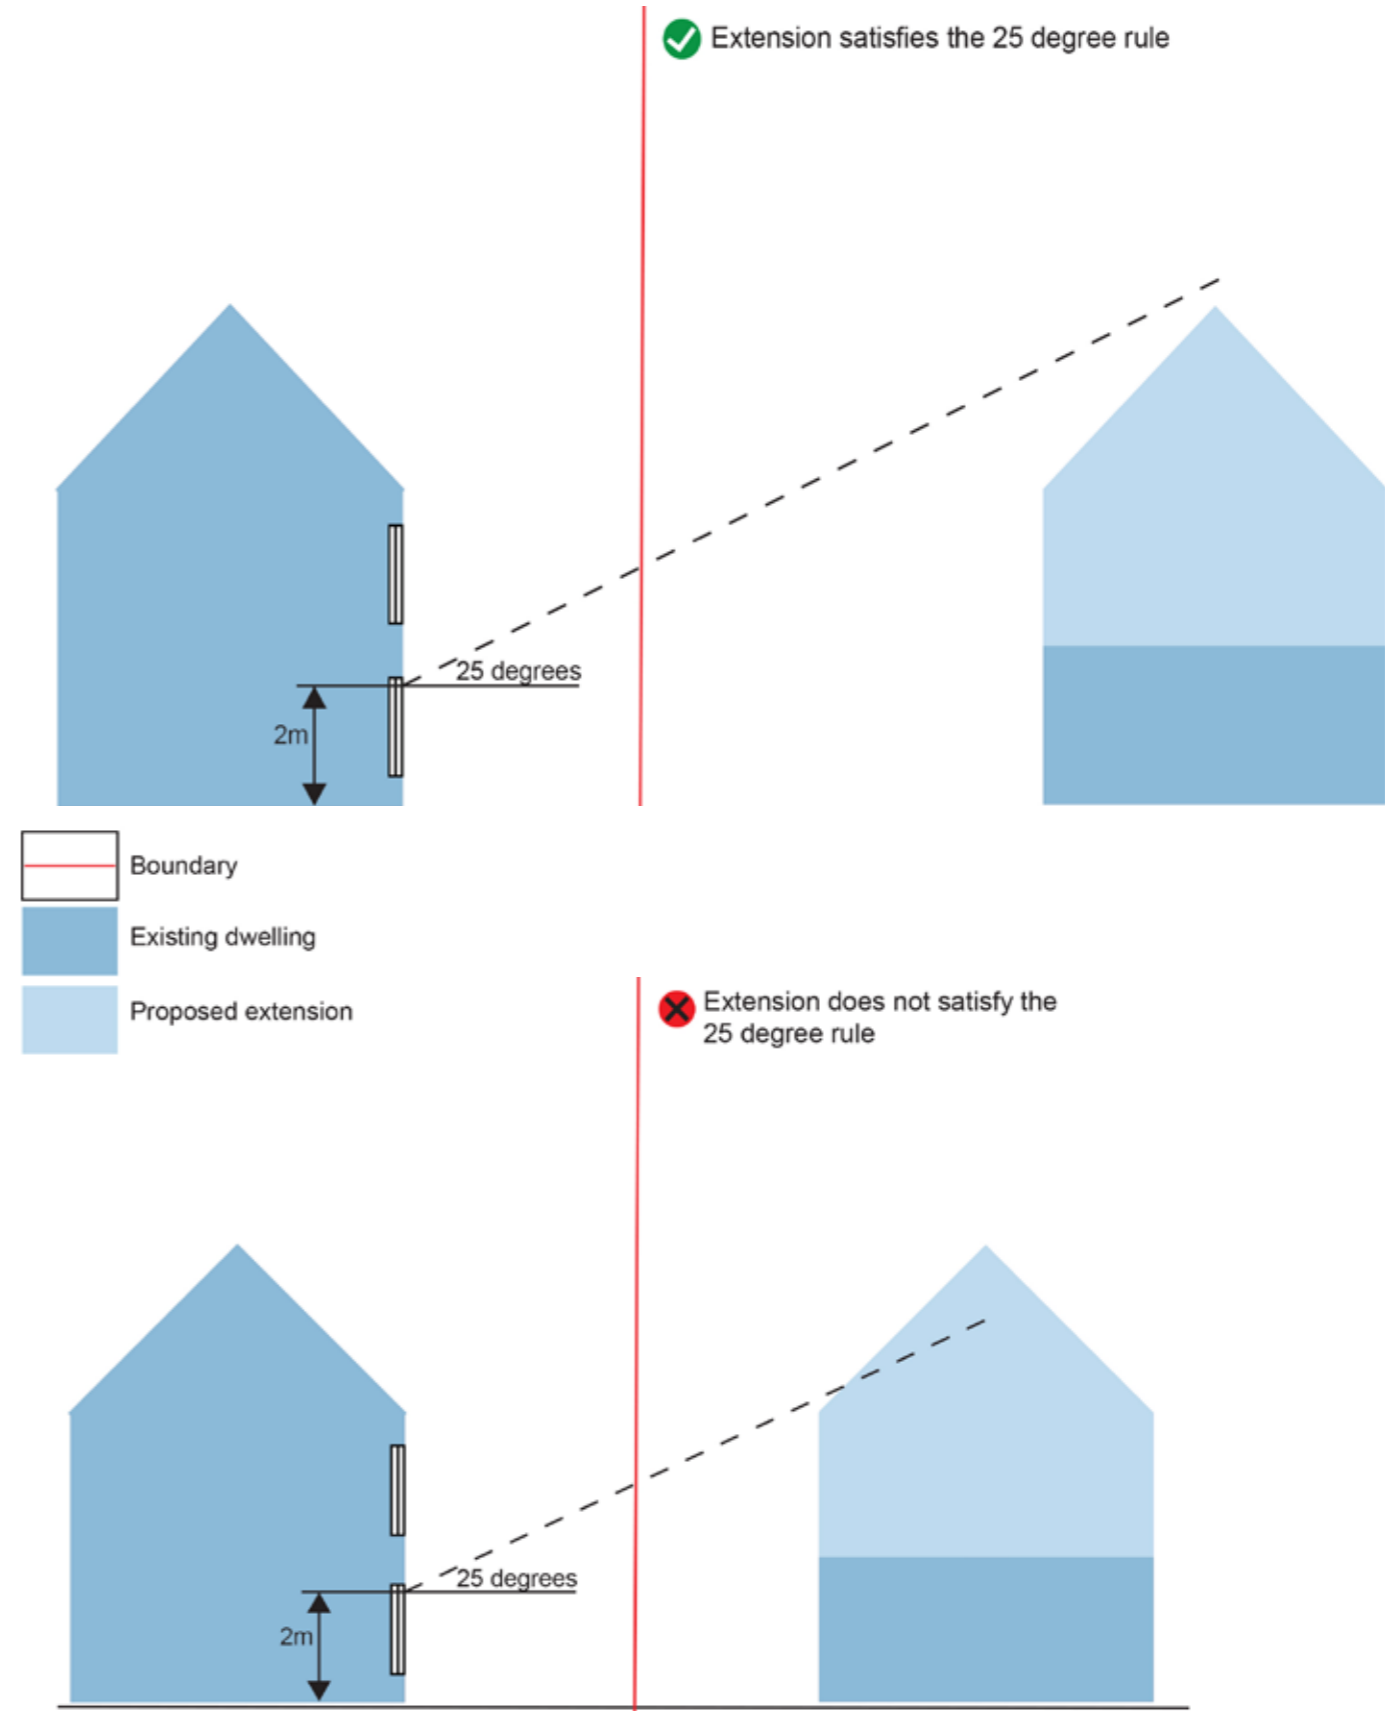 Extension satisfies the 25 degree rule
25 degrees
2m
Boundary
Existing dwelling
Proposed extension
Extension does not satisfy the
25 degree rule
25 degrees
2m